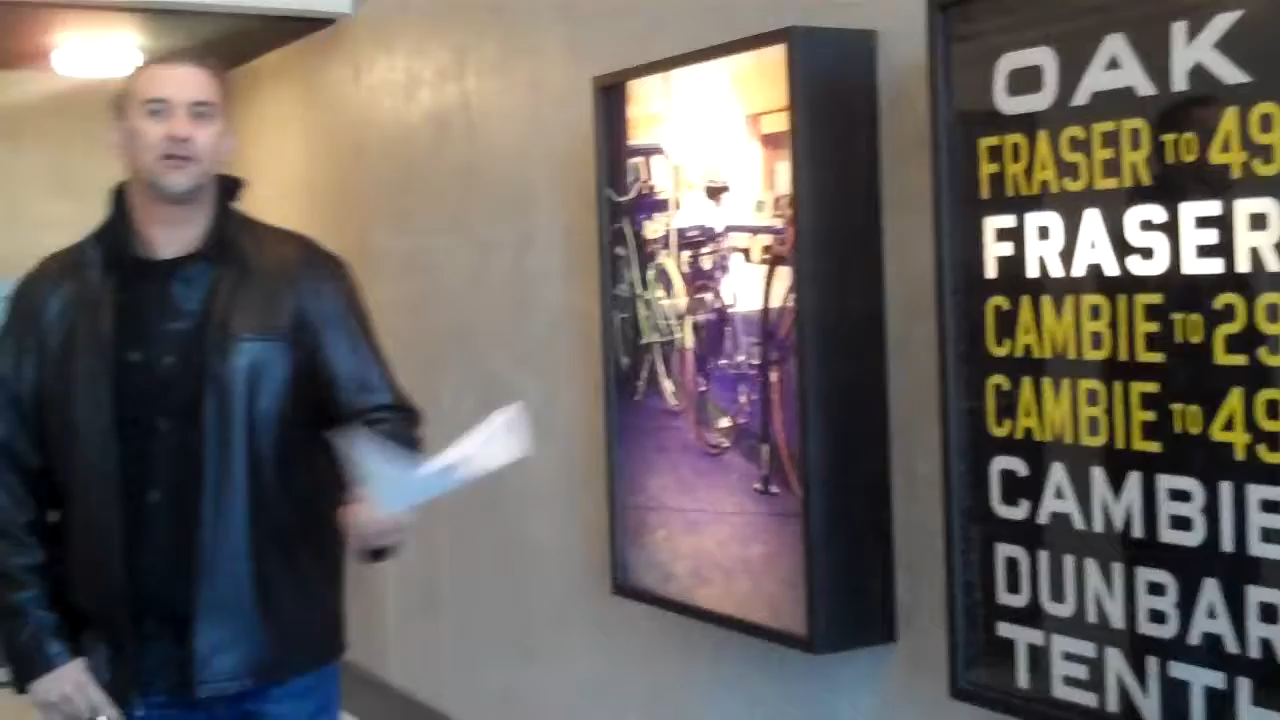 OAK
FRASER TO 49
FRASER
CAMBIE TO 29
CAMBIE TO 49
CAMBIE
DUNBAR
TENTH